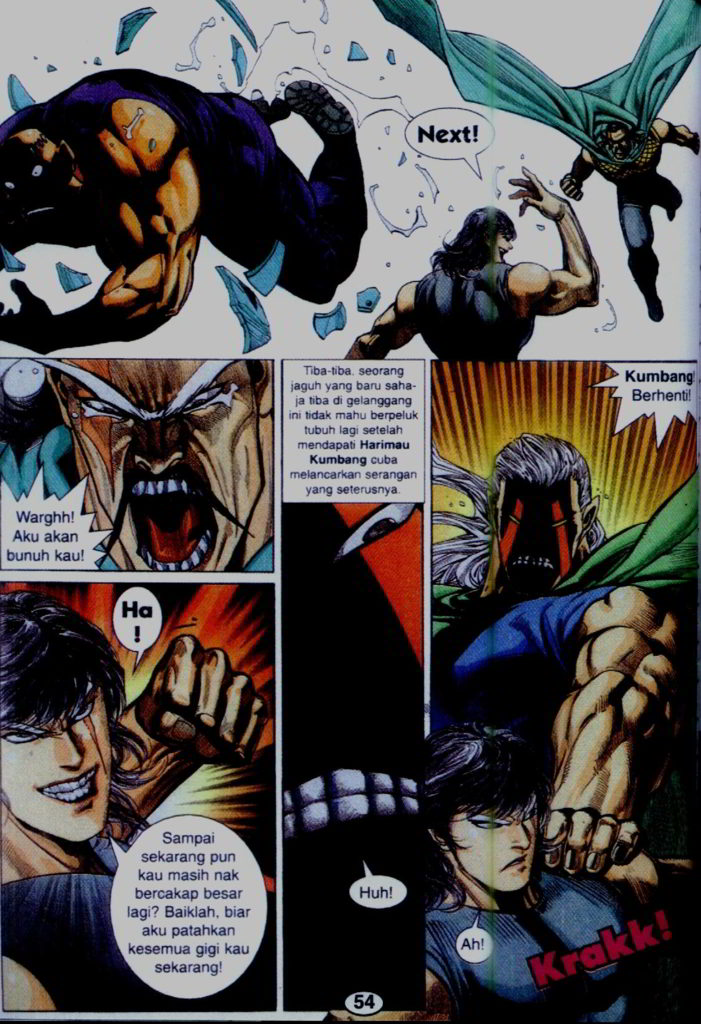 Next!
Warghh!
Aku akan
bunuh kau!
Tiba-tiba, seorang
jaguh yang baru saha-
ja tiba di gelanggang
ini tidak mahu berpeluk
tubuh lagi setelah
mendapati Harimau
Kumbang cuba
melancarkan serangan
yang seterusnya.
Kumbang!
Berhenti!
Ha
!
Sampai
sekarang pun
kau masih nak
bercakap besar
lagi? Baiklah, biar
aku patahkan
kesemua gigi kau
sekarang!
Huh!
Ah!
Krakk!
54